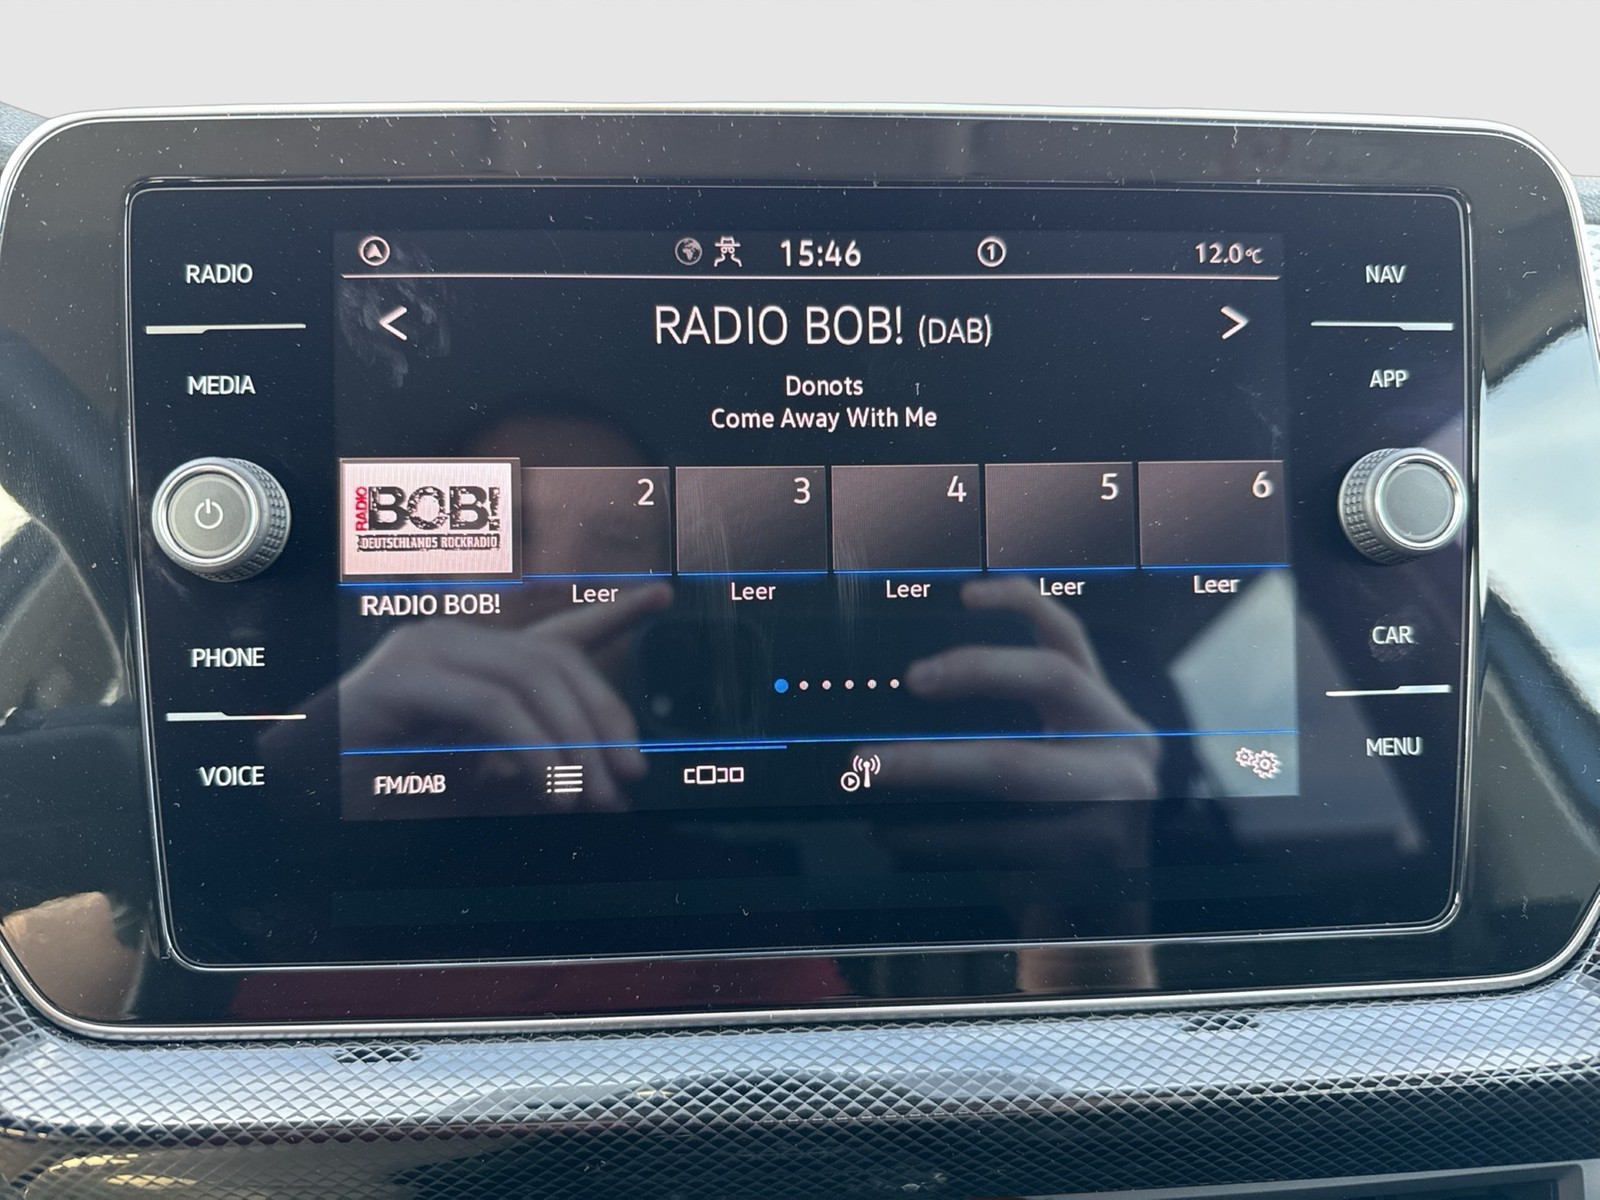 RADIO
MEDIA
PHONE
VOICE
15:46
1
12.0°C
< RADIO BOB! (DAB) >
Donots
Come Away With Me
RADIO
BOB!
DEUTSCHLANDS ROCKRADIO
2
3
4
5
6
RADIO BOB!
Leer
Leer
Leer
Leer
Leer
FM/DAB
NAV
APP
CAR
MENU